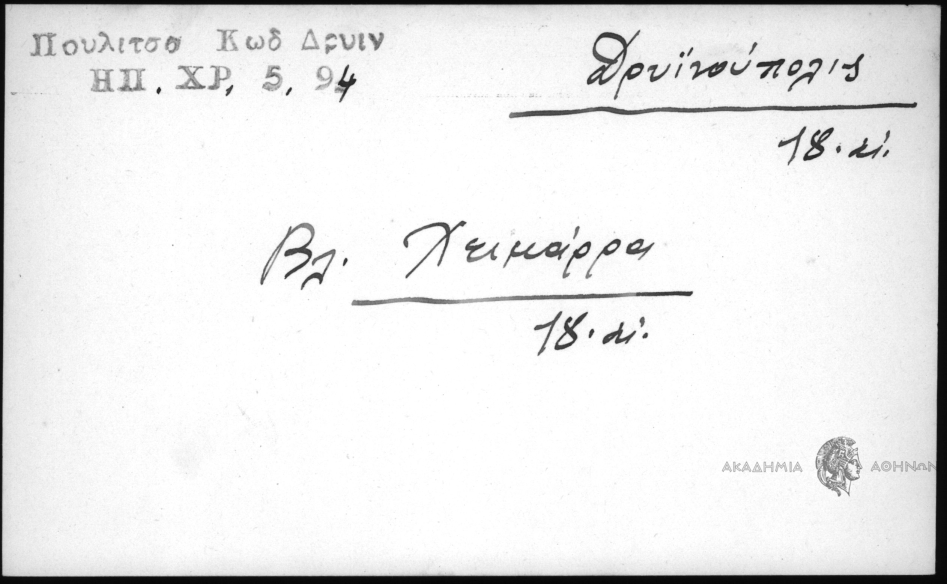 Πουλιτσα Κωδ Δρυιν
ΗΠ. ΧΡ, 5, 94
Δρυϊνούπολις
18. αἰ.
Βλ. Χειμάρρα
18. αἰ.
ΑΚΑΔΗΜΙΑ ΑΘΗΝΩΝ